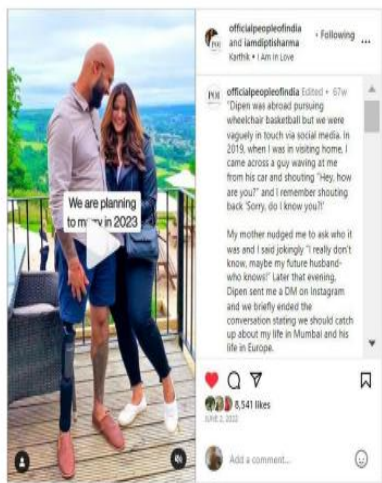 officialpeopleofindia
and iamdiptisharma
• Following
...
Karthik • I Am In Love
We are planning
to marry in 2023
POI
officialpeopleofindia Edited • 67w
"Dipen was abroad pursuing
wheelchair basketball but we were
vaguely in touch via social media. In
2019, when I was in visiting home, I
came across a guy waving at me
from his car and shouting "Hey, how
are you?" and I remember shouting
back 'Sorry, do I know you?!'
My mother nudged me to ask who it
was and I said jokingly "I really don't
know, maybe my future husband-
who knows!" Later that evening,
Dipen sent me a DM on Instagram
and we briefly ended the
conversation stating we should catch
up about my life in Mumbai and his
life in Europe.
8,541 likes
JUNE 2, 2022
Add a comment...